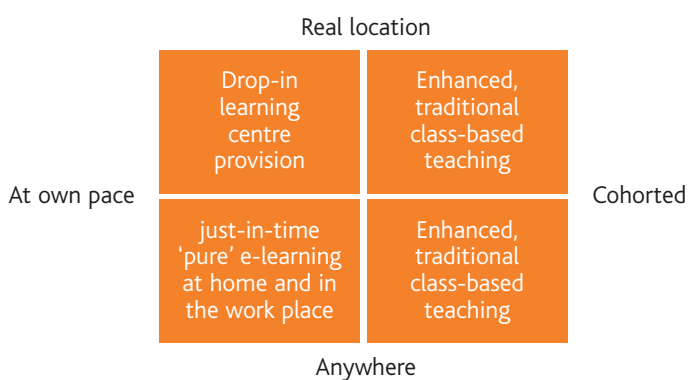 Real location
Drop-in
learning
centre
provision
Enhanced,
traditional
class-based
teaching
At own pace
Cohorted
just-in-time
‘pure’ e-learning
at home and in
the work place
Enhanced,
traditional
class-based
teaching
Anywhere